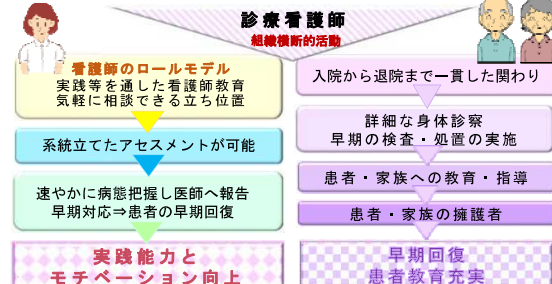 診療看護師
組織横断的活動
看護師のロールモデル
実践等を通した看護師教育
気軽に相談できる立ち位置
系統立てたアセスメントが可能
速やかに病態把握し医師へ報告
早期対応⇒患者の早期回復
実践能力と
モチベーション向上
入院から退院まで一貫した関わり
詳細な身体診察
早期の検査・処置の実施
患者・家族への教育・指導
患者・家族の擁護者
早期回復
患者教育充実